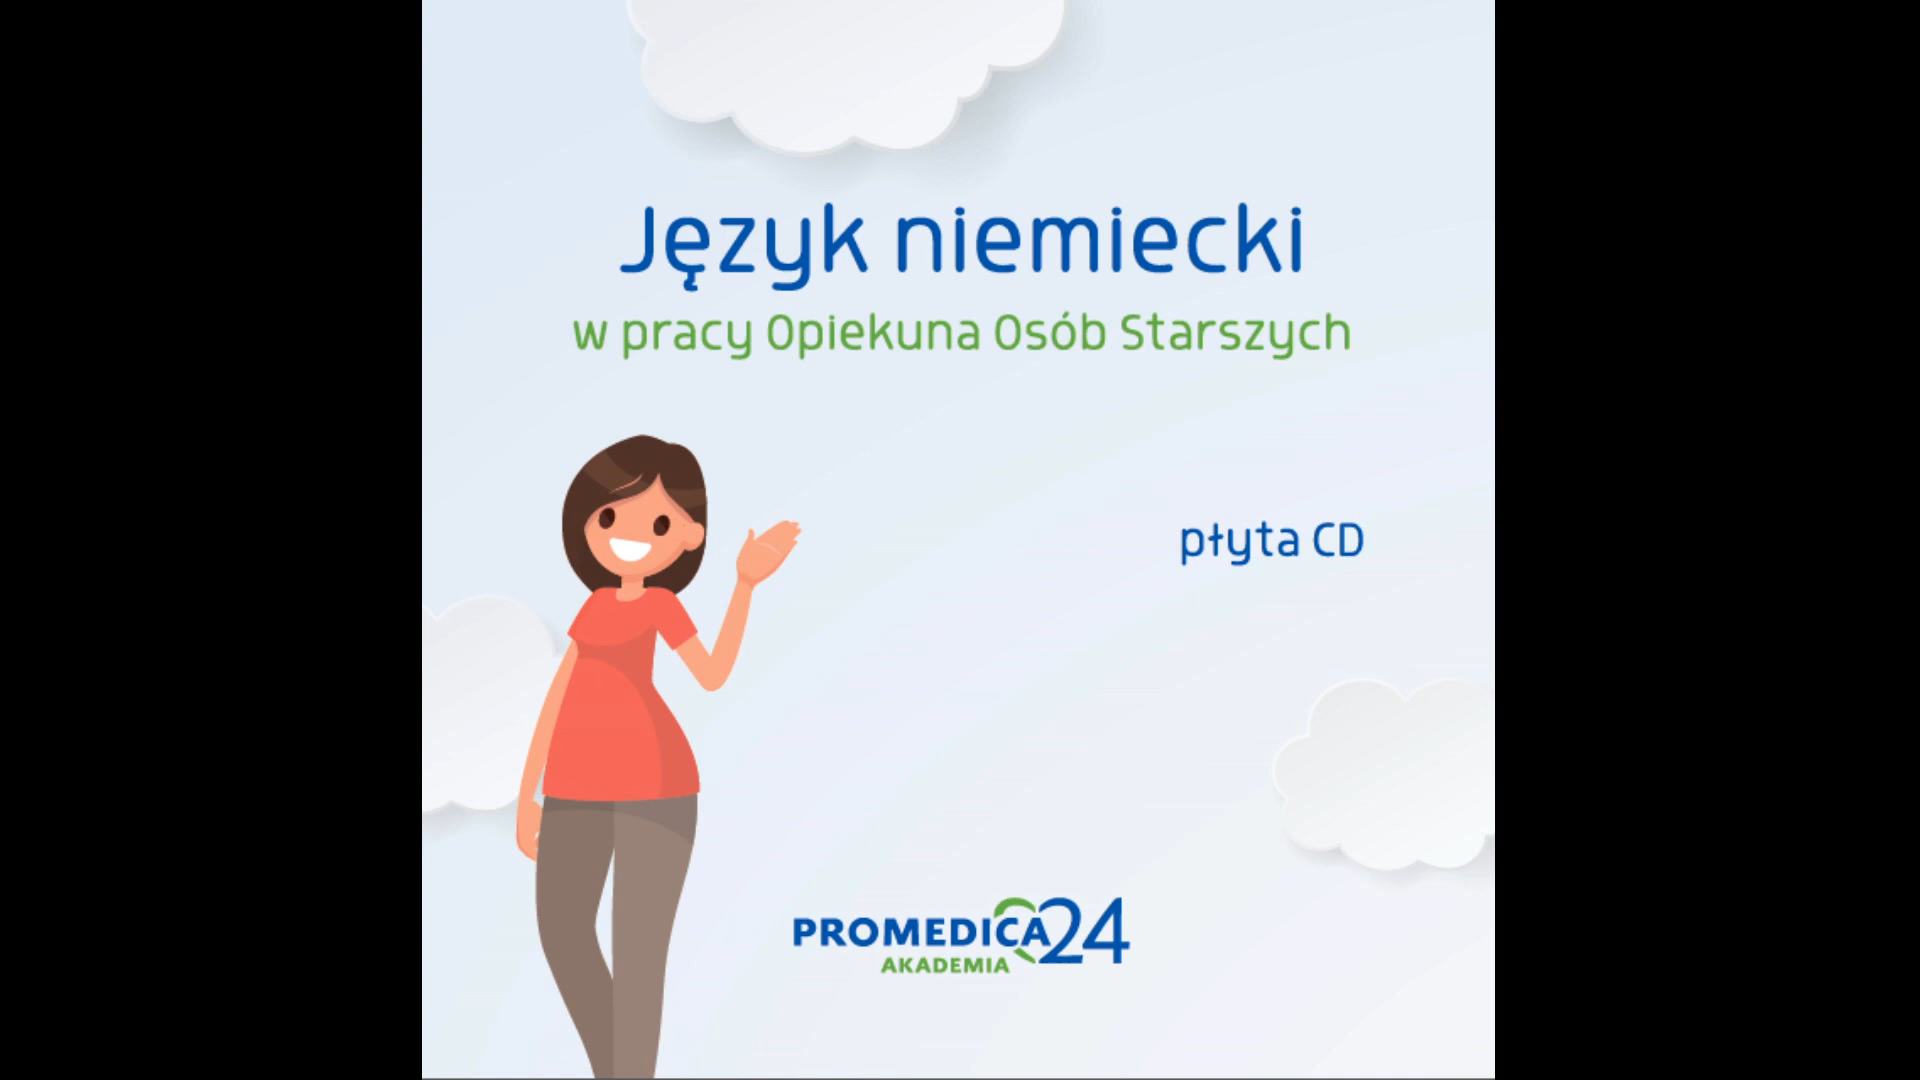 Język niemiecki
w pracy Opiekuna Osób Starszych
płyta CD
PROMEDICA24
AKADEMIA